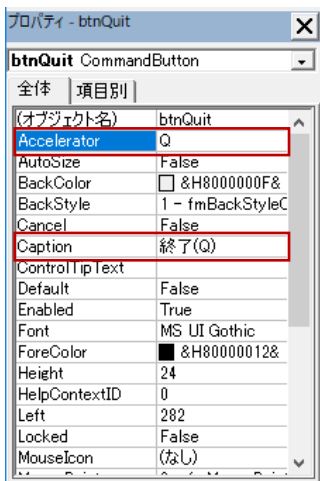 プロパティ - btnQuit
btnQuit CommandButton
全体 項目別
(オブジェクト名) btnQuit
Accelerator Q
AutoSize False
BackColor &H8000000F&
BackStyle 1 - fmBackStyleO
Cancel False
Caption 終了(Q)
ControlTipText
Default False
Enabled True
Font MS UI Gothic
ForeColor &H80000012&
Height 24
HelpContextID 0
Left 282
Locked False
MouseIcon (なし)